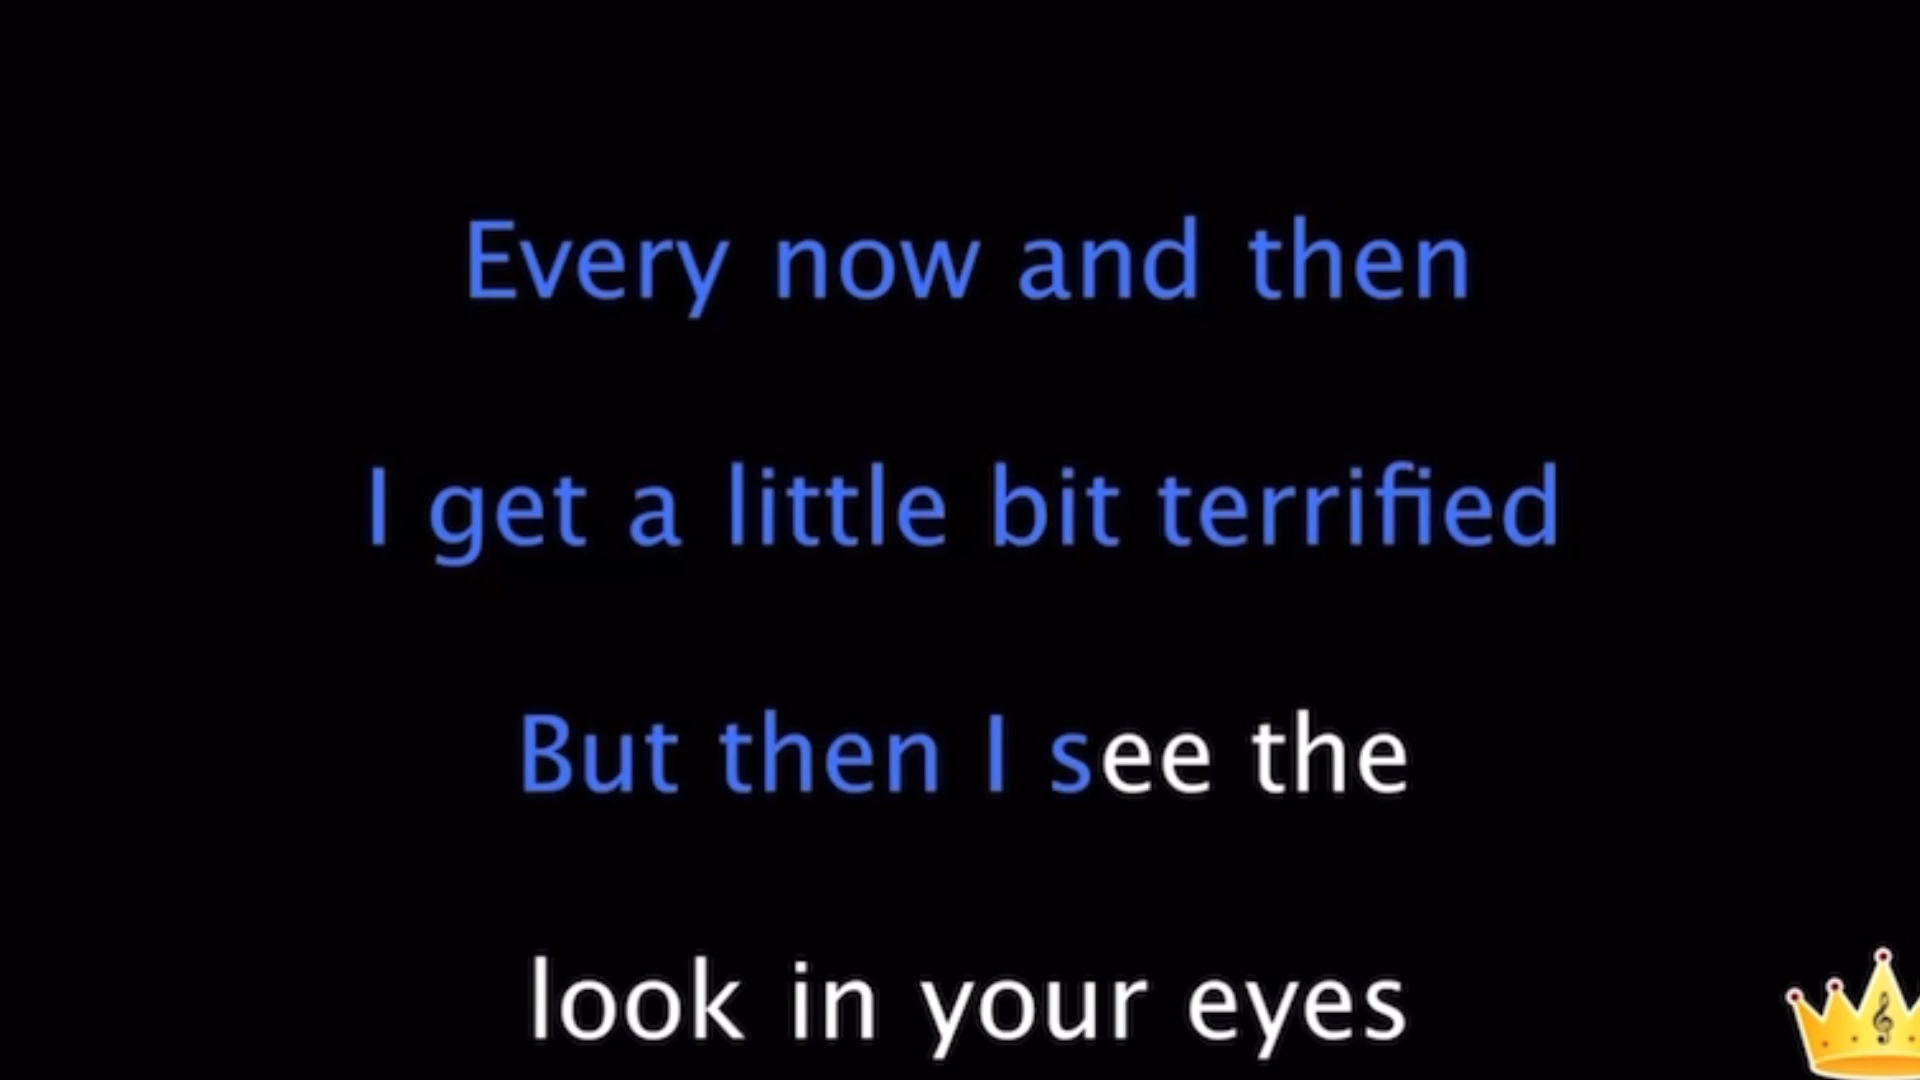 Every now and then
I get a little bit terrified
But then I see the
look in your eyes